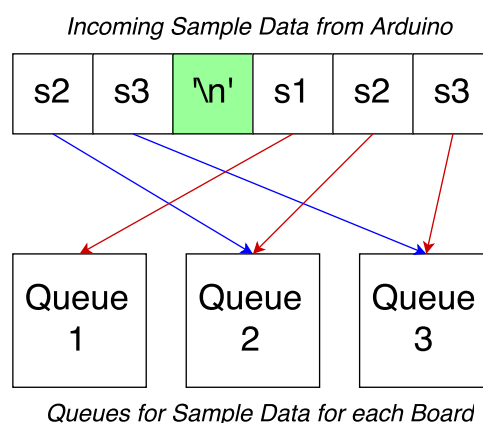 Incoming Sample Data from Arduino
s2 s3 '\n' s1 s2 s3
Queue Queue Queue
1 2 3
Queues for Sample Data for each Board